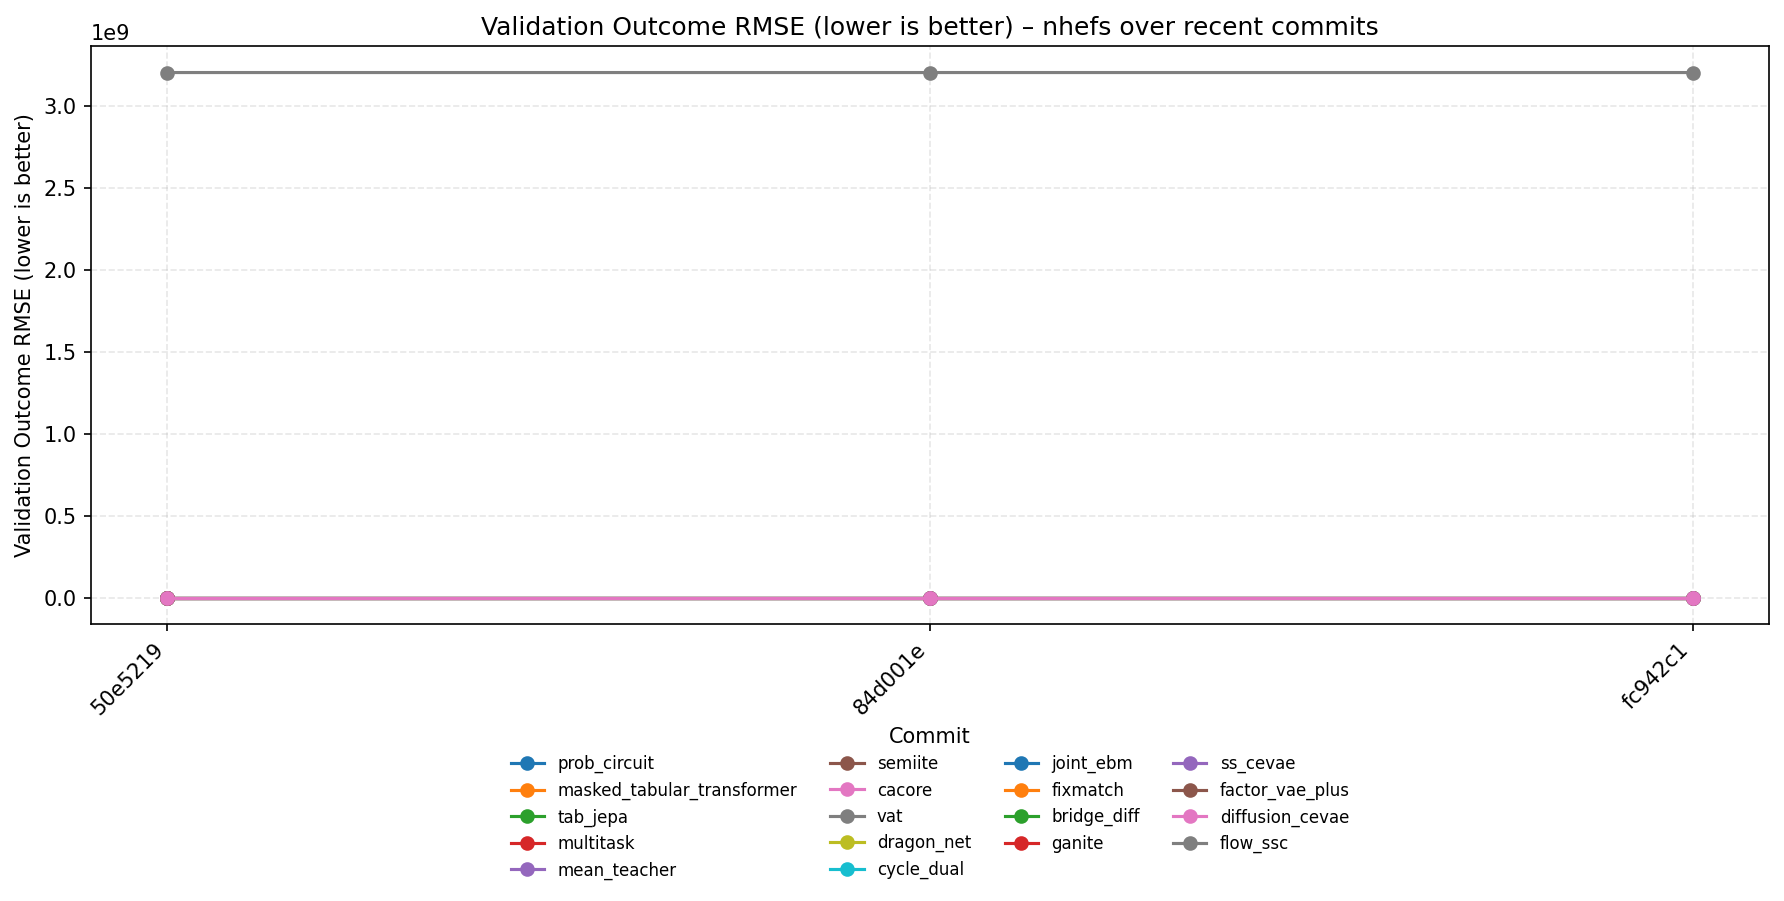 Validation Outcome RMSE (lower is better) – nhefs over recent commits
1e9
Validation Outcome RMSE (lower is better)
3.0
2.5
2.0
1.5
1.0
0.5
0.0
50e5219
84d001e
fc942c1
Commit
prob_circuit
masked_tabular_transformer
tab_jepa
multitask
mean_teacher
semiite
cacore
vat
dragon_net
cycle_dual
joint_ebm
fixmatch
bridge_diff
ganite
ss_cevae
factor_vae_plus
diffusion_cevae
flow_ssc